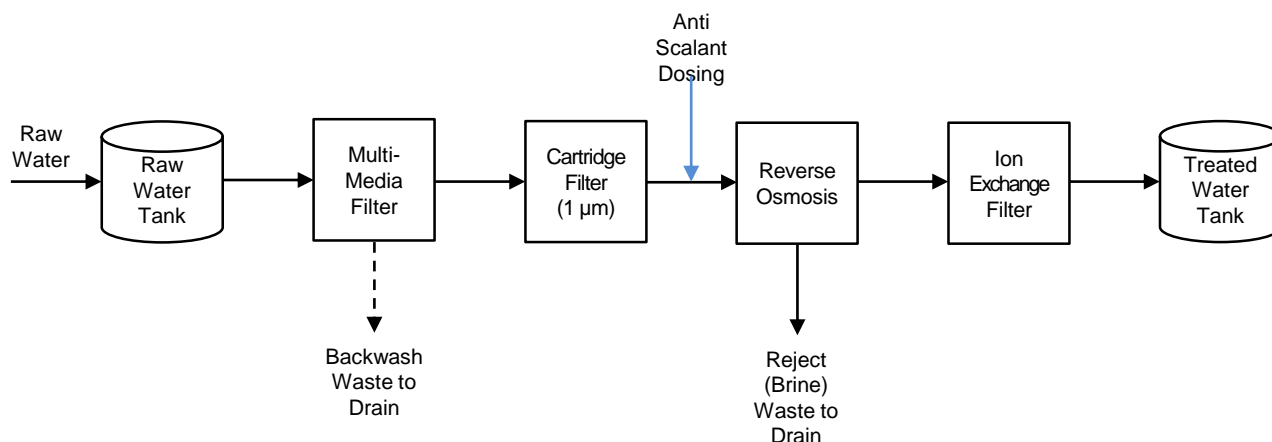 Anti
Scalant
Dosing
Raw
Water
Raw
Water
Tank
Multi-
Media
Filter
Cartridge
Filter
(1 µm)
Reverse
Osmosis
Ion
Exchange
Filter
Treated
Water
Tank
Backwash
Waste to
Drain
Reject
(Brine)
Waste to
Drain